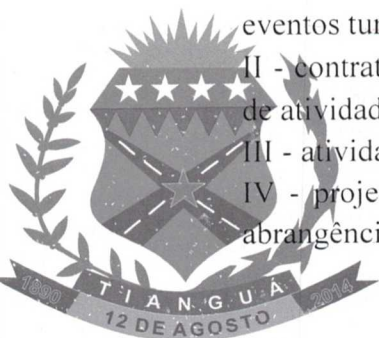 eventos tur
II - contrat
de atividad
III - ativida
IV - proje
abrangênci
1890 TIANGUÁ 2014
12 DE AGOSTO